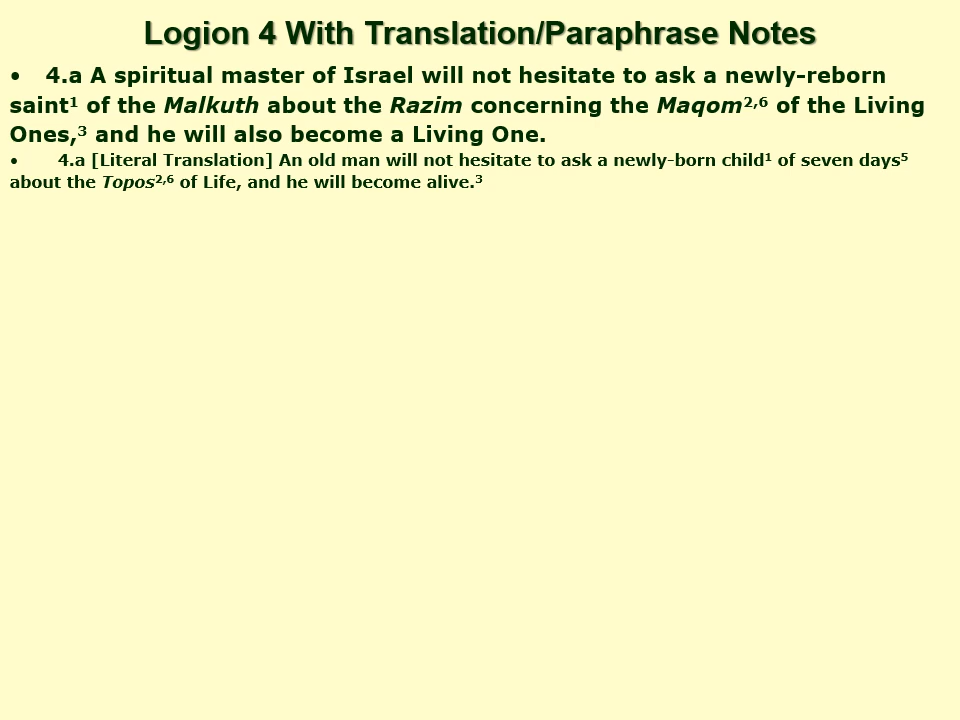 Logion 4 With Translation/Paraphrase Notes
• 4.a A spiritual master of Israel will not hesitate to ask a newly-reborn
saint¹ of the Malkuth about the Razim concerning the Maqom²,⁶ of the Living
Ones,³ and he will also become a Living One.
• 4.a [Literal Translation] An old man will not hesitate to ask a newly-born child¹ of seven days⁵
about the Topos²,⁶ of Life, and he will become alive.³